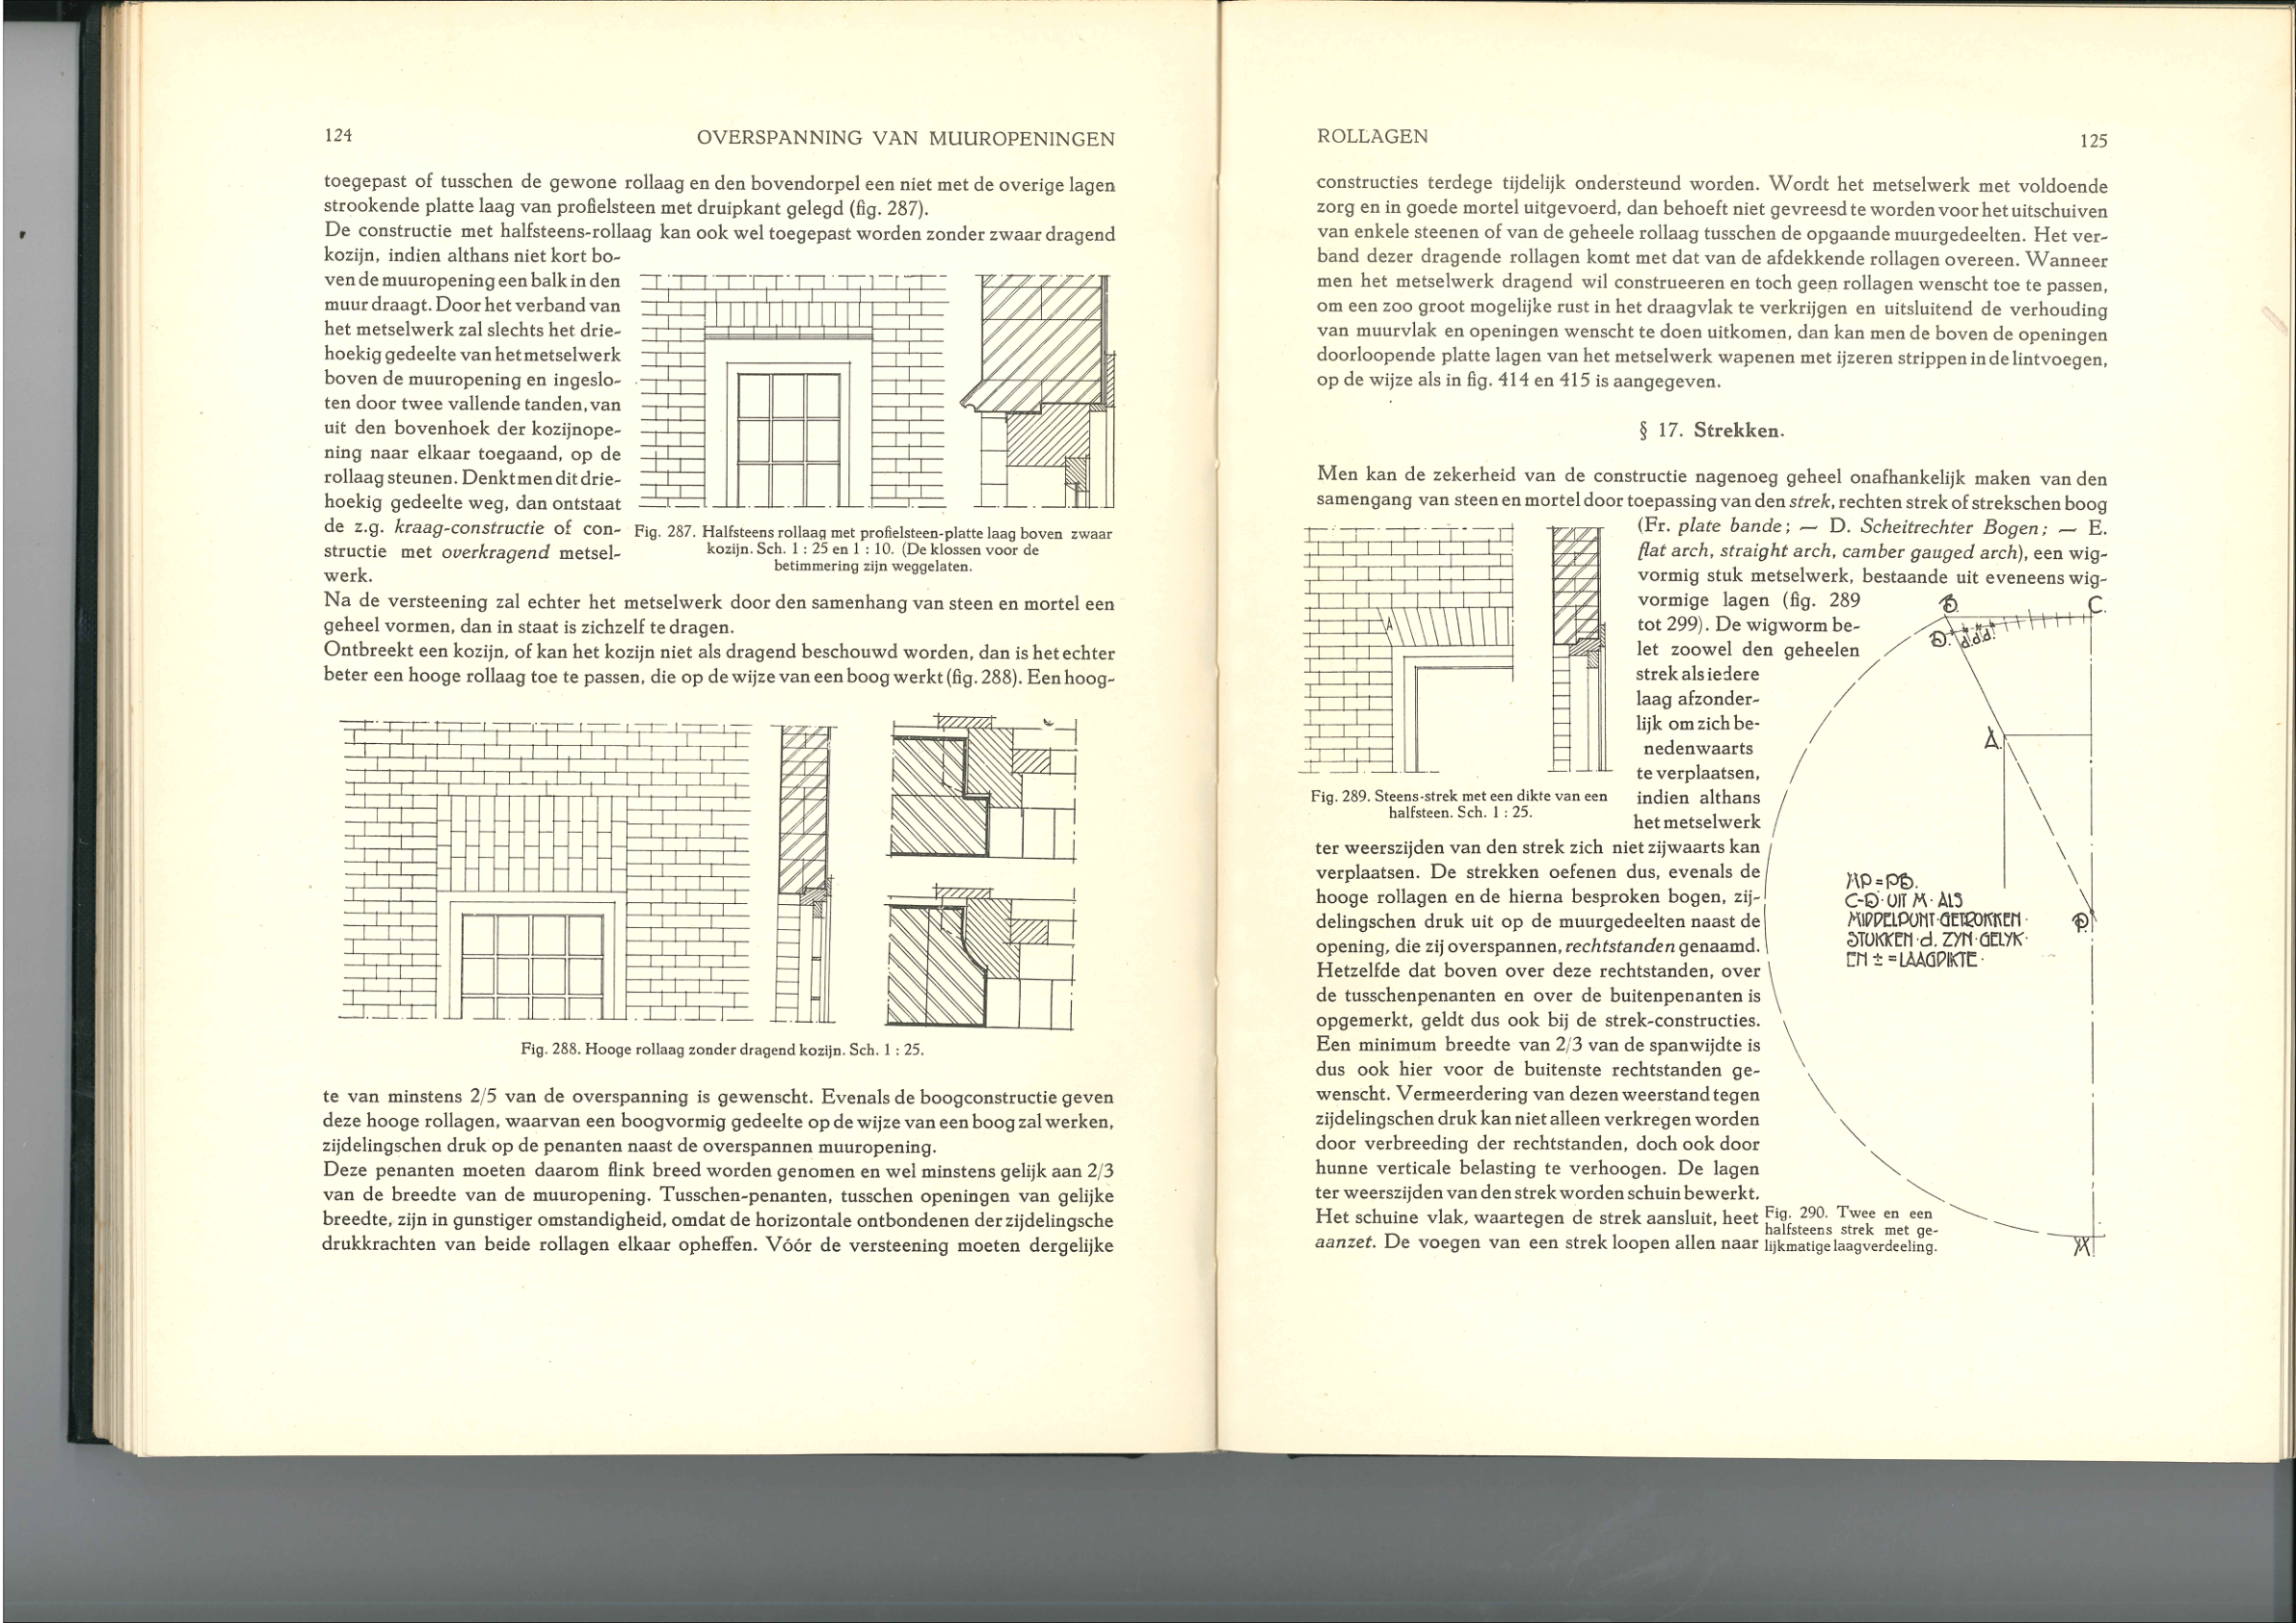 124
OVERSPANNING VAN MUUROPENINGEN
toegepast of tusschen de gewone rollaag en den bovendorpel een niet met de overige lagen
strookende platte laag van profielsteen met druipkant gelegd (fig. 287).
De constructie met halfsteens-rollaag kan ook wel toegepast worden zonder zwaar dragend
kozijn, indien althans niet kort bo-
ven de muuropening een balk in den
muur draagt. Door het verband van
het metselwerk zal slechts het drie-
hoekig gedeelte van het metselwerk
boven de muuropening en ingeslo-
ten door twee vallende tanden, van
uit den bovenhoek der kozijnope-
ning naar elkaar toegaand, op de
rollaag steunen. Denkt men dit drie-
hoekig gedeelte weg, dan ontstaat
de z.g. kraag-constructie of con-
structie met overkragend metsel-
werk.
Fig. 287. Halfsteens rollaag met profielsteen-platte laag boven zwaar
kozijn. Sch. 1 : 25 en 1 : 10. (De klossen voor de
betimmering zijn weggelaten.
Na de versteening zal echter het metselwerk door den samenhang van steen en mortel een
geheel vormen, dan in staat is zichzelf te dragen.
Ontbreekt een kozijn, of kan het kozijn niet als dragend beschouwd worden, dan is het echter
beter een hooge rollaag toe te passen, die op de wijze van een boog werkt (fig. 288). Een hoog-
Fig. 288. Hooge rollaag zonder dragend kozijn. Sch. 1 : 25.
te van minstens 2/5 van de overspanning is gewenscht. Evenals de boogconstructie geven
deze hooge rollagen, waarvan een boogvormig gedeelte op de wijze van een boog zal werken,
zijdelingschen druk op de penanten naast de overspannen muuropening.
Deze penanten moeten daarom flink breed worden genomen en wel minstens gelijk aan 2/3
van de breedte van de muuropening. Tusschen-penanten, tusschen openingen van gelijke
breedte, zijn in gunstiger omstandigheid, omdat de horizontale ontbondenen der zijdelingsche
drukkrachten van beide rollagen elkaar opheffen. Vóór de versteening moeten dergelijke
ROLLAGEN
125
constructies terdege tijdelijk ondersteund worden. Wordt het metselwerk met voldoende
zorg en in goede mortel uitgevoerd, dan behoeft niet gevreesd te worden voor het uitschuiven
van enkele steenen of van de geheele rollaag tusschen de opgaande muurgedeelten. Het ver-
band dezer dragende rollagen komt met dat van de afdekkende rollagen overeen. Wanneer
men het metselwerk dragend wil construeeren en toch geen rollagen wenscht toe te passen,
om een zoo groot mogelijke rust in het draagvlak te verkrijgen en uitsluitend de verhouding
van muurvlak en openingen wenscht te doen uitkomen, dan kan men de boven de openingen
doorloopende platte lagen van het metselwerk wapenen met ijzeren strippen in de lintvoegen,
op de wijze als in fig. 414 en 415 is aangegeven.
§ 17. Strekken.
Men kan de zekerheid van de constructie nagenoeg geheel onafhankelijk maken van den
samengang van steen en mortel door toepassing van den strek, rechten strek of strekschen boog
(Fr. plate bande; — D. Scheitrechter Bogen; — E.
flat arch, straight arch, camber gauged arch), een wig-
vormig stuk metselwerk, bestaande uit eveneens wig-
vormige lagen (fig. 289
tot 299). De wigworm be-
let zoowel den geheelen
strek als iedere
laag afzonder-
lijk om zich be-
nedenwaarts
te verplaatsen,
indien althans
het metselwerk
A
Fig. 289. Steens-strek met een dikte van een
halfsteen. Sch. 1 : 25.
ter weerszijden van den strek zich niet zijwaarts kan
verplaatsen. De strekken oefenen dus, evenals de
hooge rollagen en de hierna besproken bogen, zij-
delingschen druk uit op de muurgedeelten naast de
opening, die zij overspannen, rechtstanden genaamd.
Hetzelfde dat boven over deze rechtstanden, over
de tusschenpenanten en over de buitenpenanten is
opgemerkt, geldt dus ook bij de strek-constructies.
Een minimum breedte van 2/3 van de spanwijdte is
dus ook hier voor de buitenste rechtstanden ge-
wenscht. Vermeerdering van dezen weerstand tegen
zijdelingschen druk kan niet alleen verkregen worden
door verbreeding der rechtstanden, doch ook door
hunne verticale belasting te verhoogen. De lagen
ter weerszijden van den strek worden schuin bewerkt.
Het schuine vlak, waartegen de strek aansluit, heet
aanzet. De voegen van een strek loopen allen naar
B.
C.
D.
d.d.d.
A.
MP = PB.
C-D · UIT M · ALS
MIDDELPUNT · GETROKKEN ·
STUKKEN · d. ZYN · GELYK ·
EN ± = LAAGDIKTE ·
P.
M.
Fig. 290. Twee en een
halfsteens strek met ge-
lijkmatige laagverdeeling.